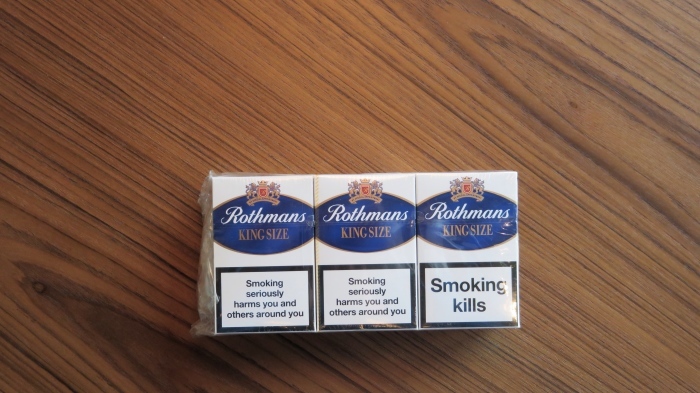 Rothmans
KING SIZE
Smoking
seriously
harms you and
others around you
Rothmans
KING SIZE
Smoking
seriously
harms you and
others around you
Rothmans
KING SIZE
Smoking
kills